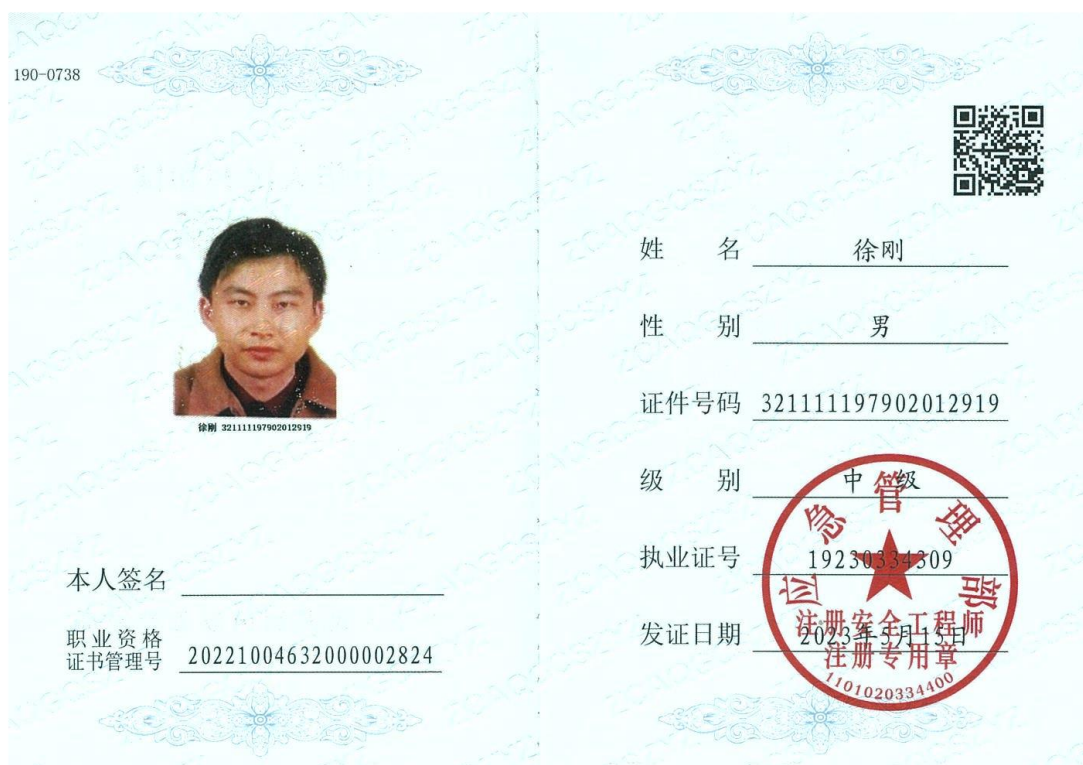 190-0738
徐刚 321111197902012919
本人签名
职业资格
证书管理号 20221004632000002824
姓 名 徐刚
性 别 男
证件号码 321111197902012919
级 别 中 级
执业证号 19230334309
发证日期 2023年5月15日
应急管理部
注册安全工程师
注册专用章
1101020334400
ZCAQGCSZYZ